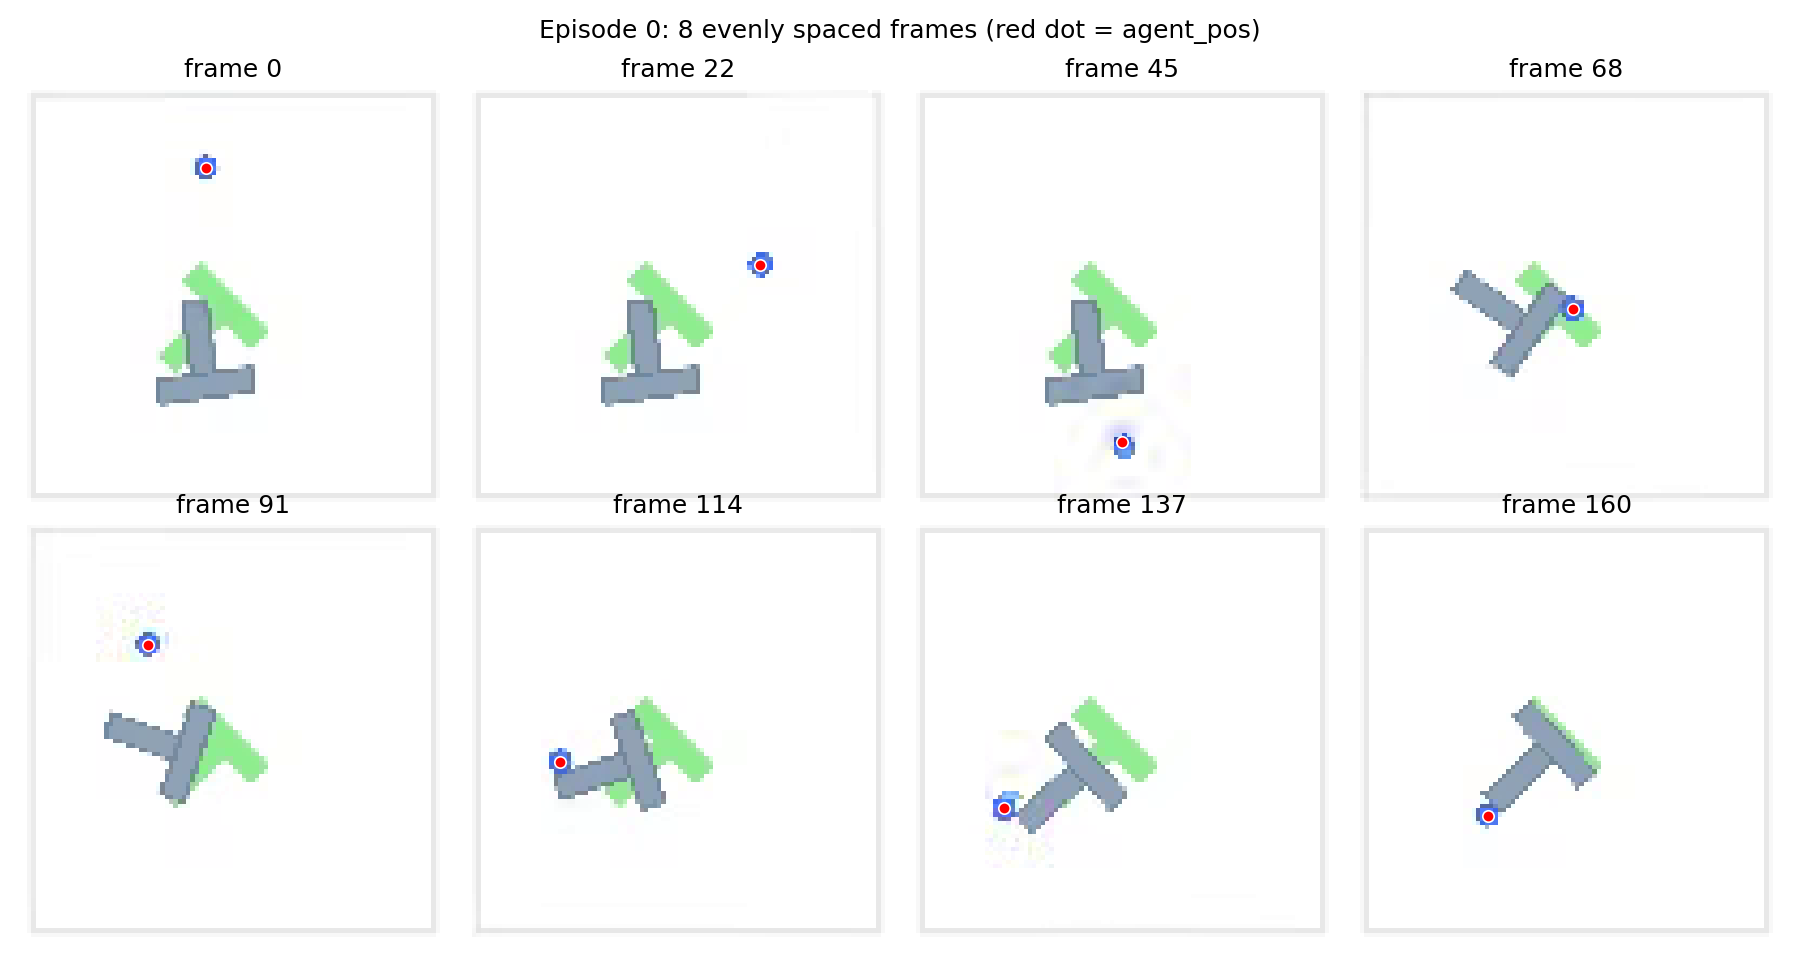 Episode 0: 8 evenly spaced frames (red dot = agent_pos)
frame 0
frame 22
frame 45
frame 68
frame 91
frame 114
frame 137
frame 160